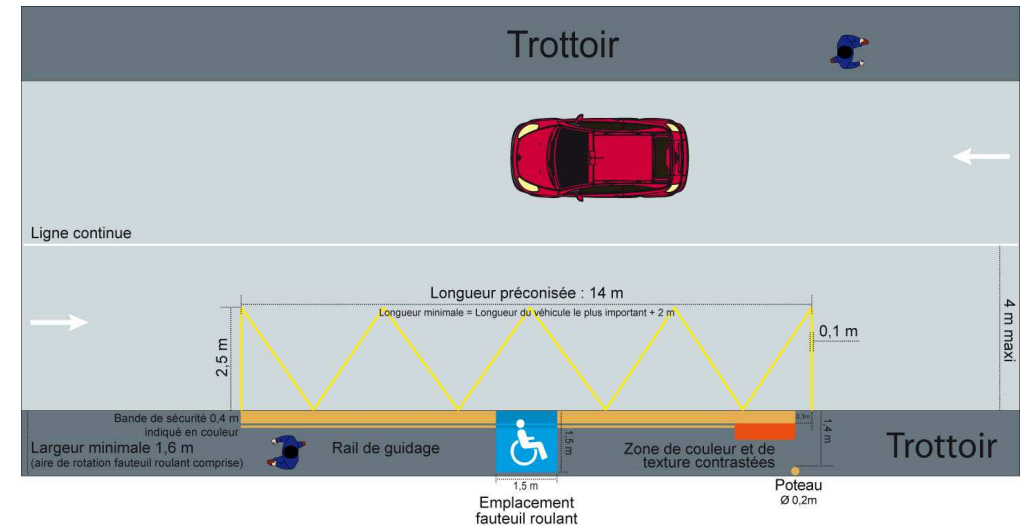 Trottoir
Ligne continue
Longueur préconisée : 14 m
Longueur minimale = Longueur du véhicule le plus important + 2 m
0,1 m
4 m maxi
2,5 m
Bande de sécurité 0,4 m
indiqué en couleur
0,3m
Largeur minimale 1,6 m
(aire de rotation fauteuil roulant comprise)
Rail de guidage
1,5 m
Zone de couleur et de
texture contrastées
1,4 m
Trottoir
1,5 m
Emplacement
fauteuil roulant
Poteau
Ø 0,2m